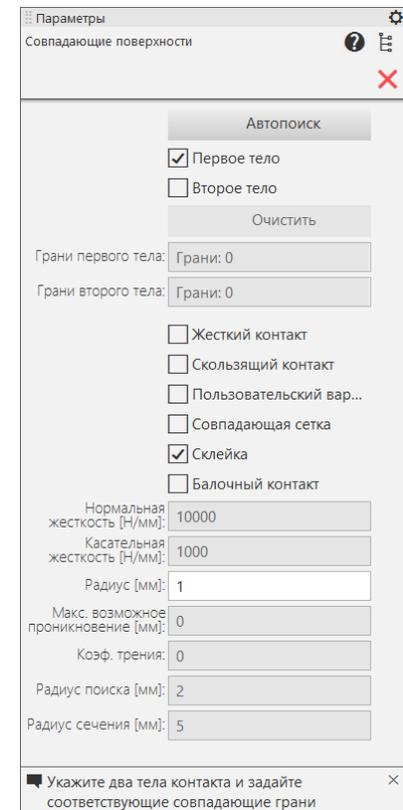 Параметры
Совпадающие поверхности
Автопоиск
Первое тело
Второе тело
Очистить
Грани первого тела: Грани: 0
Грани второго тела: Грани: 0
Жесткий контакт
Скользящий контакт
Пользовательский вар...
Совпадающая сетка
Склейка
Балочный контакт
Нормальная
жесткость [Н/мм]: 10000
Касательная
жесткость [Н/мм]: 1000
Радиус [мм]: 1
Макс. возможное
проникновение [мм]: 0
Коэф. трения: 0
Радиус поиска [мм]: 2
Радиус сечения [мм]: 5
Укажите два тела контакта и задайте
соответствующие совпадающие грани